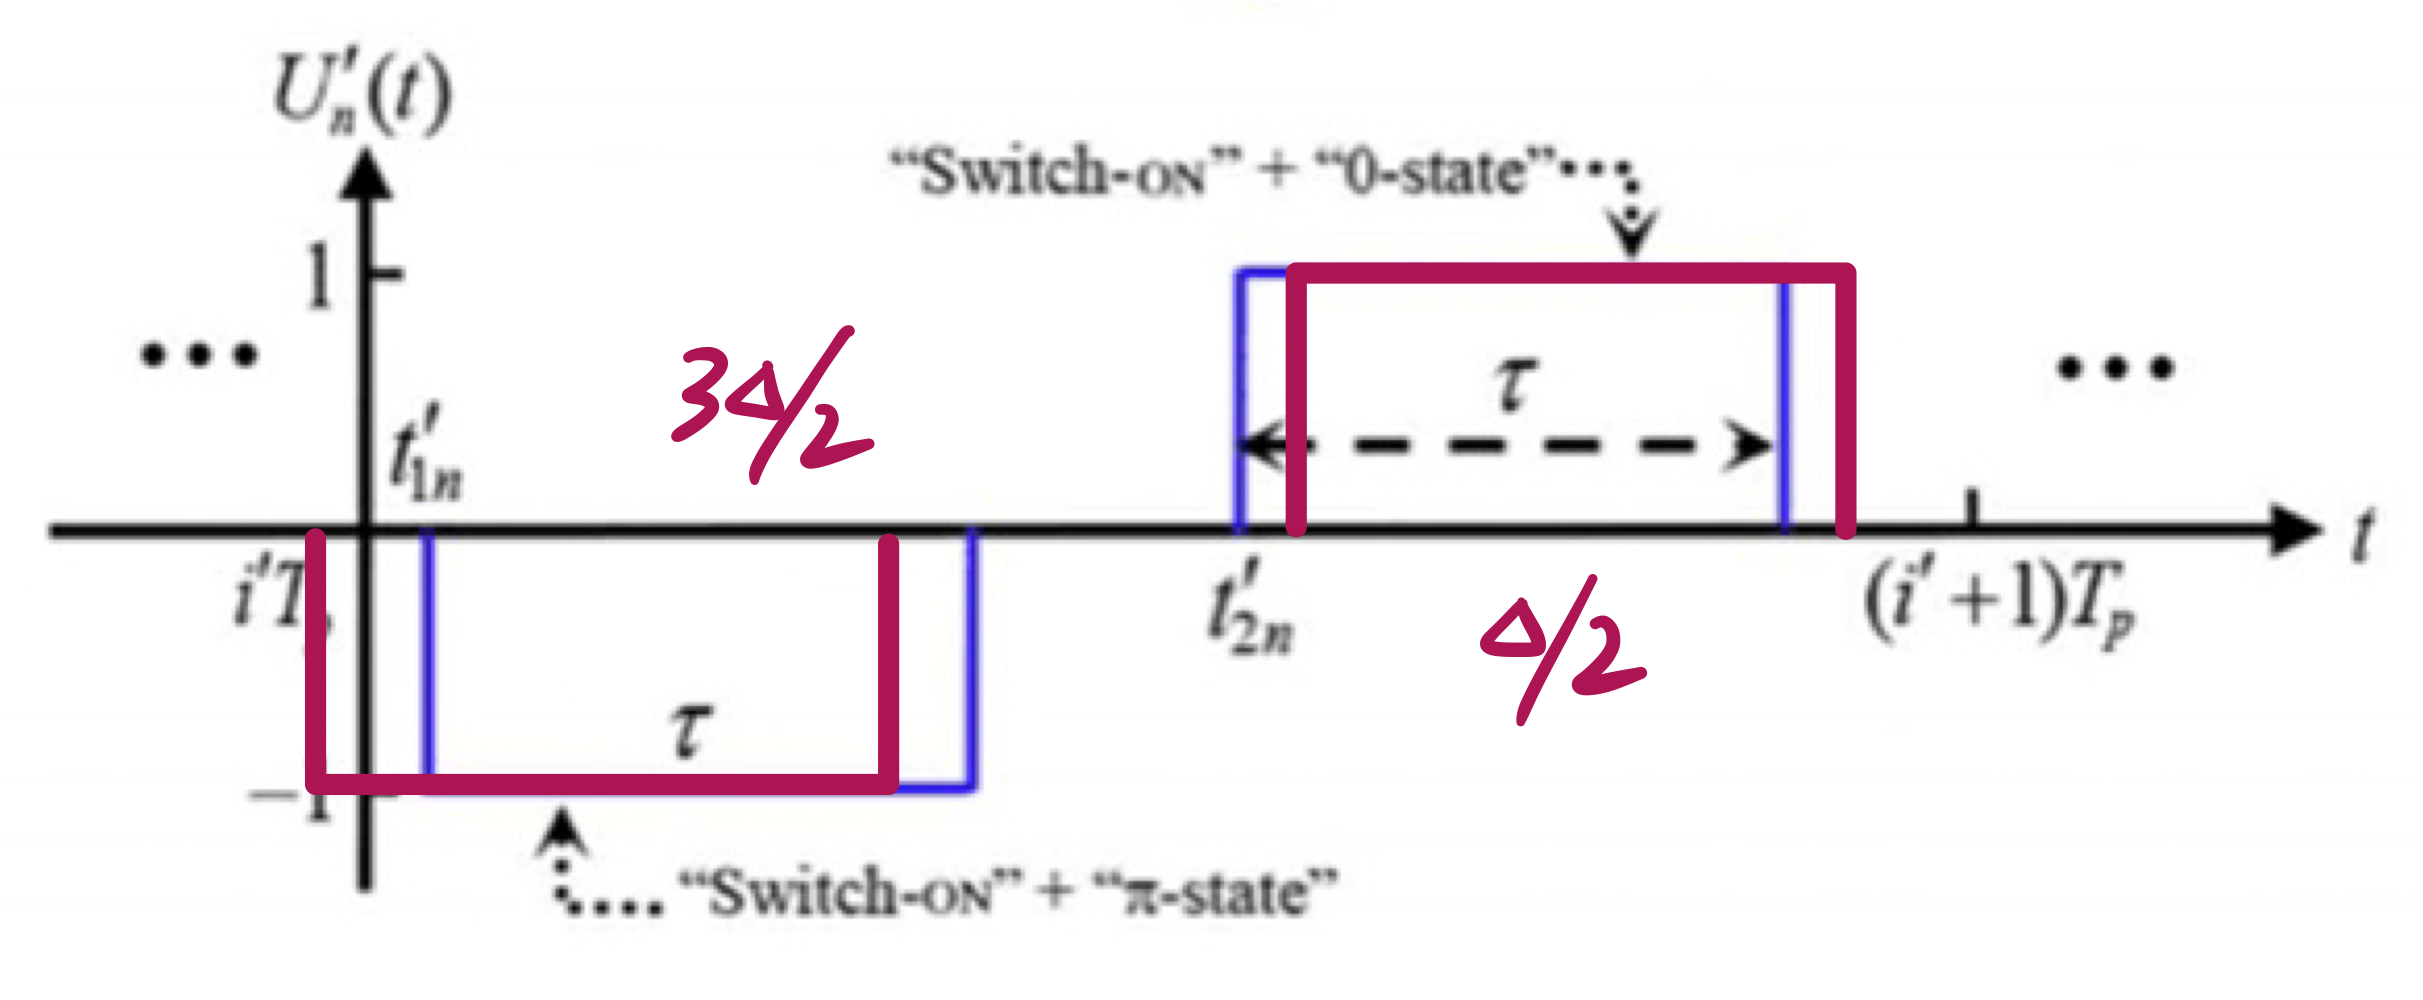 U′ₙ(t)
“Switch-ON” + “0-state”
1
3Δ/2
τ
t′₁ₙ
t
i′Tₚ
t′₂ₙ
Δ/2
(i′+1)Tₚ
τ
−1
“Switch-ON” + “π-state”